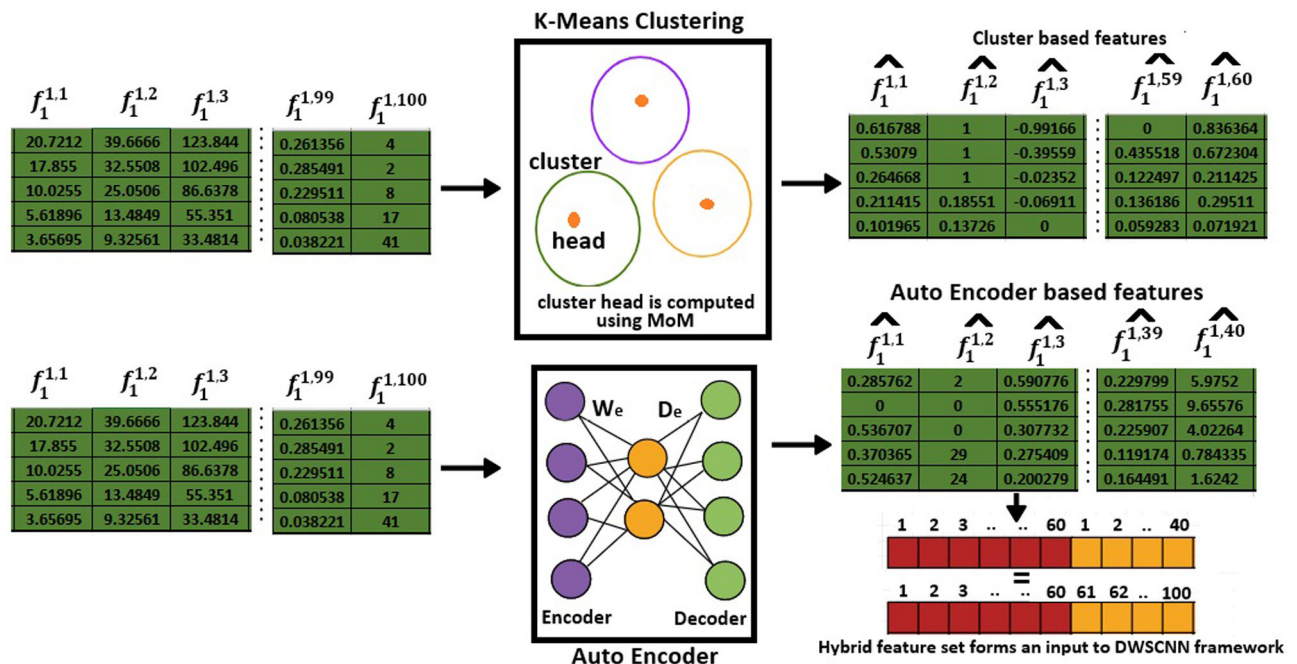 K-Means Clustering
f₁^1,1 f₁^1,2 f₁^1,3 f₁^1,99 f₁^1,100
20.7212 39.6666 123.844 : 0.261356 4
17.855 32.5508 102.496 : 0.285491 2
10.0255 25.0506 86.6378 : 0.229511 8
5.61896 13.4849 55.351 : 0.080538 17
3.65695 9.32561 33.4814 : 0.038221 41
cluster
head
cluster head is computed
using MoM
Cluster based features
f̂₁^1,1 f̂₁^1,2 f̂₁^1,3 f̂₁^1,59 f̂₁^1,60
0.616788 1 -0.99166 : 0 0.836364
0.53079 1 -0.39559 : 0.435518 0.672304
0.264668 1 -0.02352 : 0.122497 0.211425
0.211415 0.18551 -0.06911 : 0.136186 0.29511
0.101965 0.13726 0 : 0.059283 0.071921
f₁^1,1 f₁^1,2 f₁^1,3 f₁^1,99 f₁^1,100
20.7212 39.6666 123.844 : 0.261356 4
17.855 32.5508 102.496 : 0.285491 2
10.0255 25.0506 86.6378 : 0.229511 8
5.61896 13.4849 55.351 : 0.080538 17
3.65695 9.32561 33.4814 : 0.038221 41
We De
Encoder Decoder
Auto Encoder
Auto Encoder based features
f̂₁^1,1 f̂₁^1,2 f̂₁^1,3 f̂₁^1,39 f̂₁^1,40
0.285762 2 0.590776 : 0.229799 5.9752
0 0 0.555176 : 0.281755 9.65576
0.536707 0 0.307732 : 0.225907 4.02264
0.370365 29 0.275409 : 0.119174 0.784335
0.524637 24 0.200279 : 0.164491 1.6242
1 2 3 .. .. 60 1 2 .. 40
=
1 2 3 .. .. 60 61 62 .. 100
Hybrid feature set forms an input to DWSCNN framework